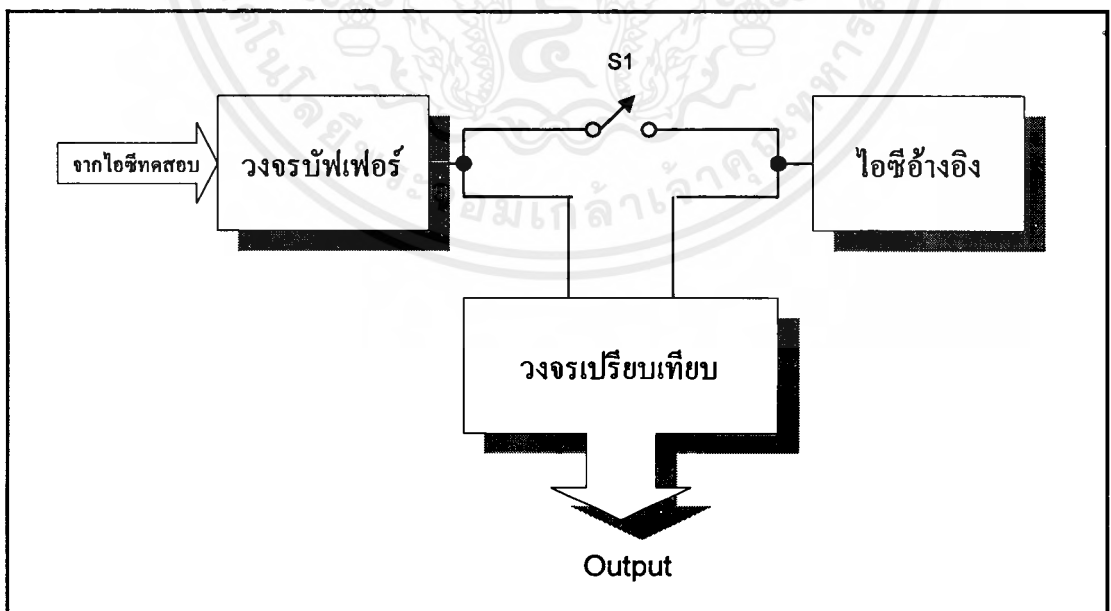 S1
จากไอซีทดสอบ
วงจรบัฟเฟอร์
ไอซีอ้างอิง
วงจรเปรียบเทียบ
Output